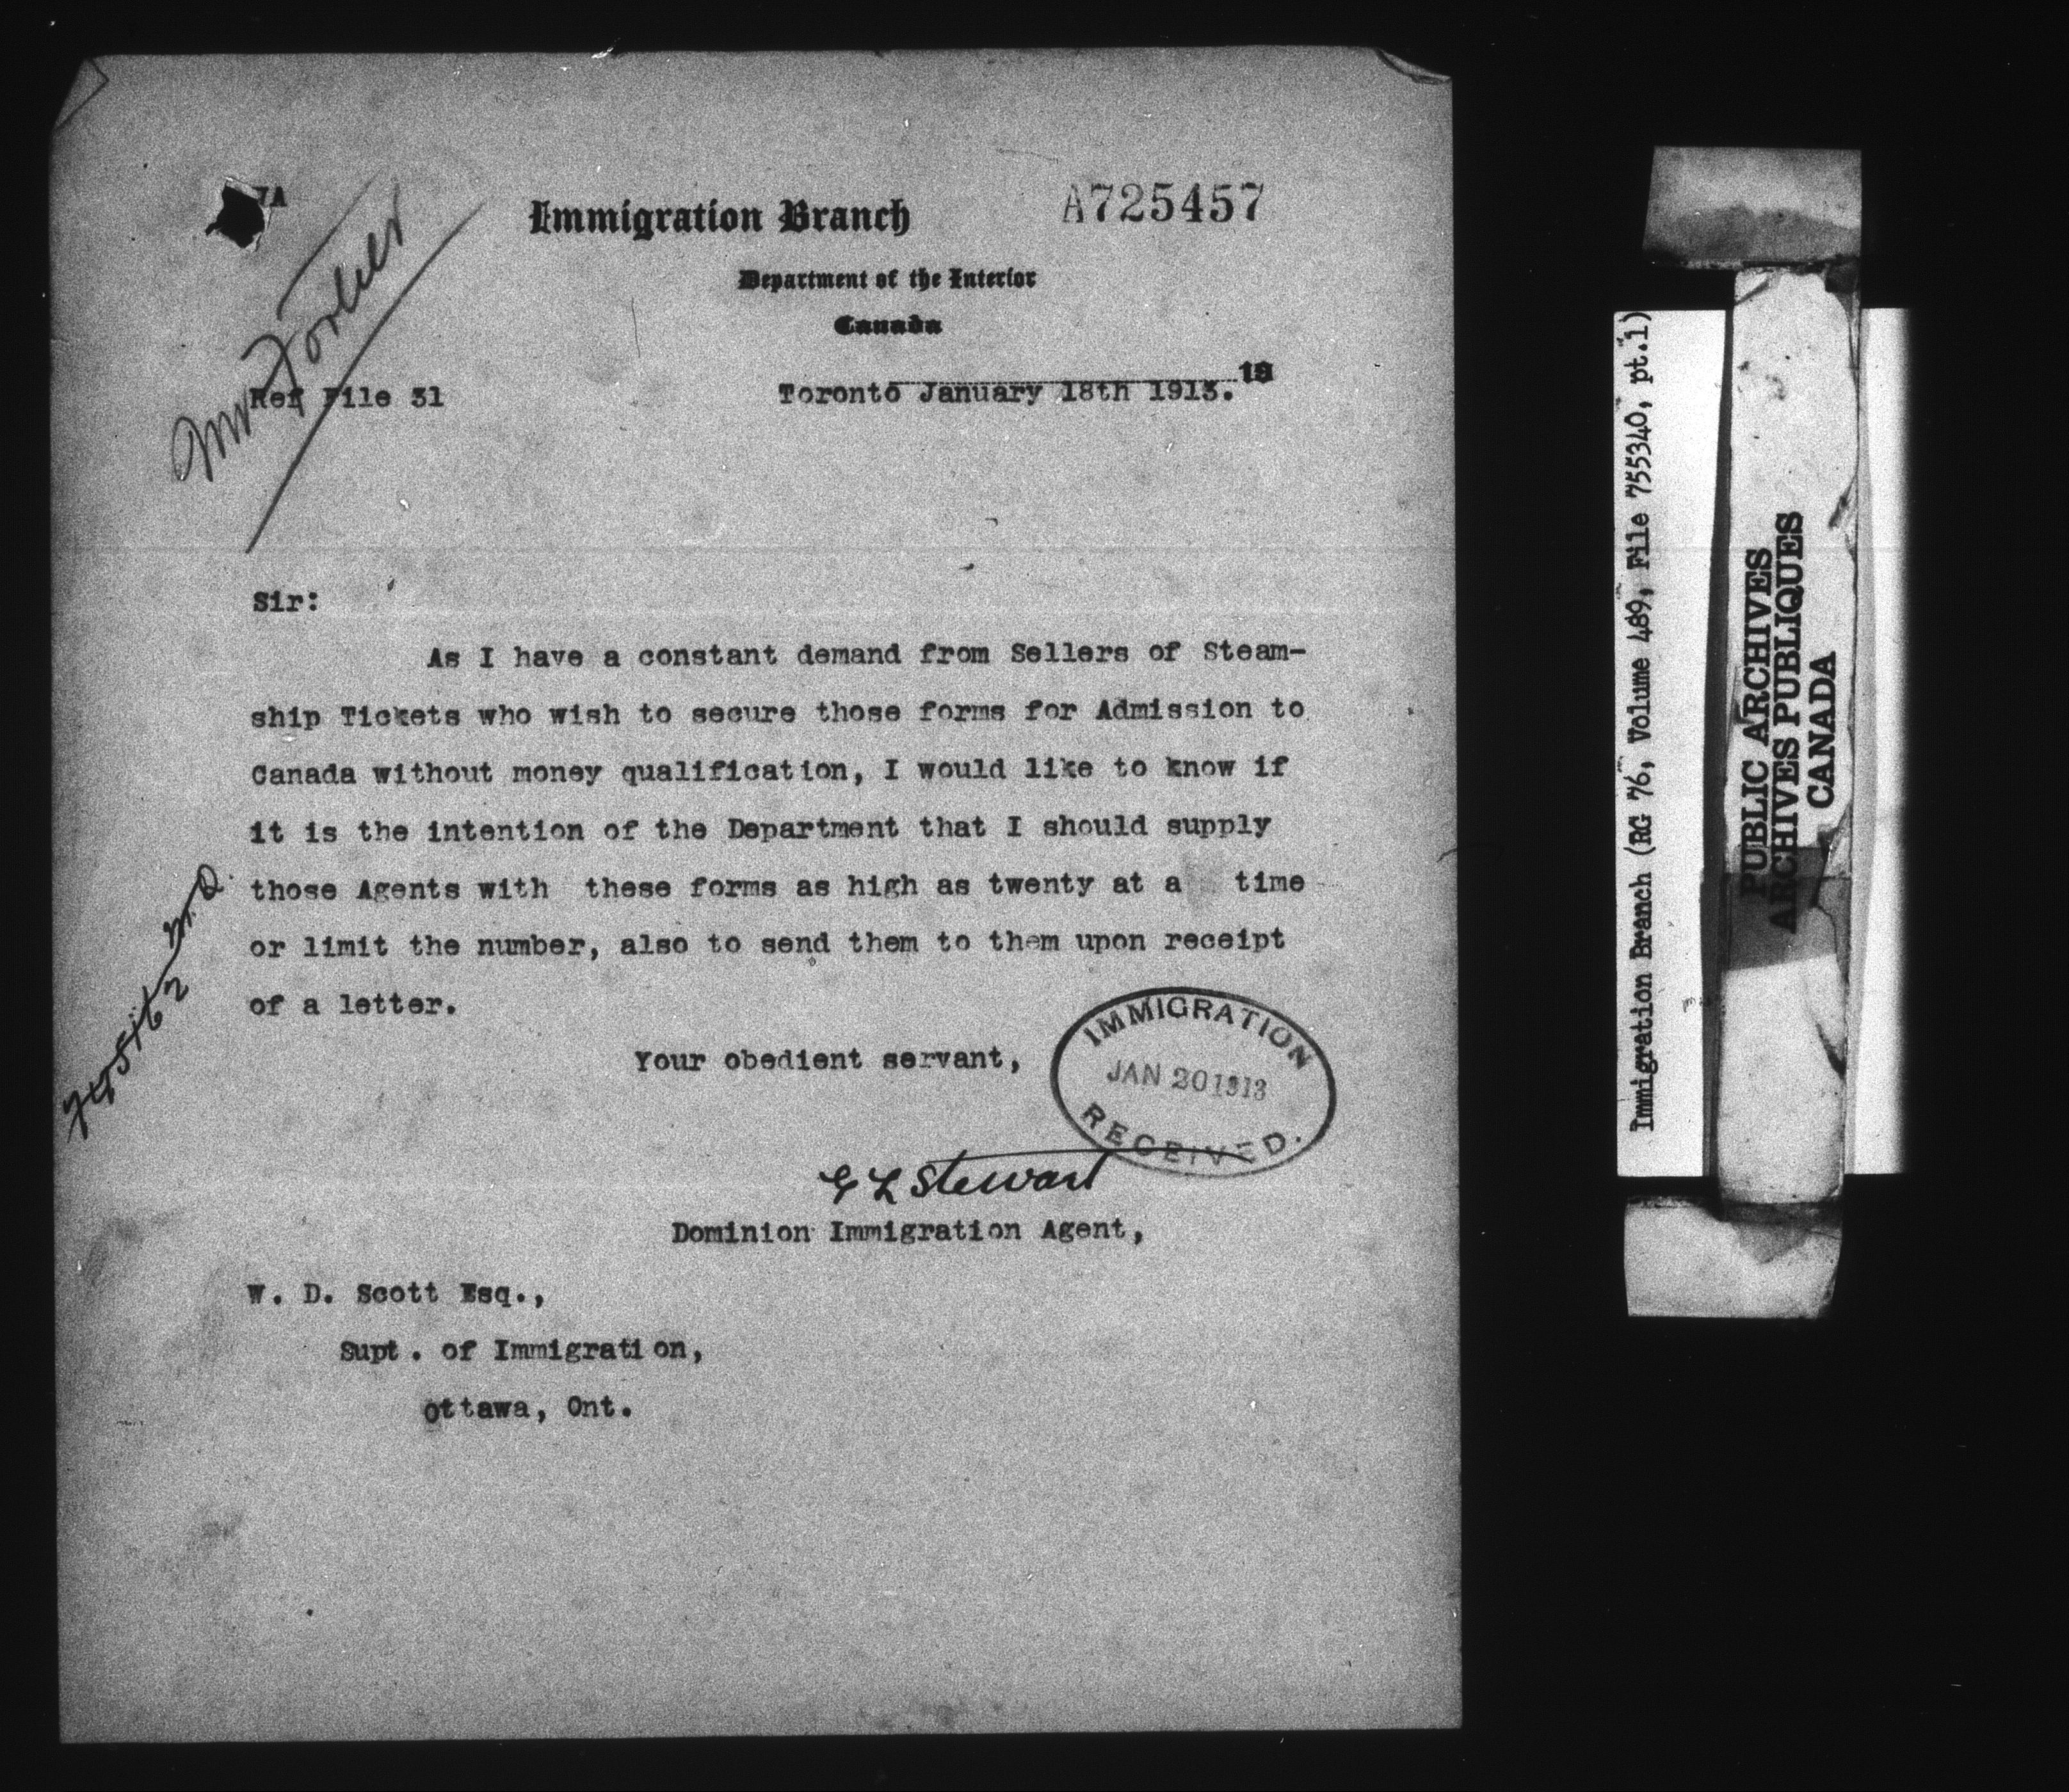 7A
Immigration Branch
A725457
Department of the Interior
Canada
Mr Fortier
Ref File 31
Toronto January 18th 1913. 19
Sir:
As I have a constant demand from Sellers of Steam-
ship Tickets who wish to secure those forms for Admission to
Canada without money qualification, I would like to know if
it is the intention of the Department that I should supply
those Agents with these forms as high as twenty at a time
or limit the number, also to send them to them upon receipt
of a letter.
Your obedient servant,
IMMIGRATION
JAN 20 1913
RECEIVED.
G L Stewart
Dominion Immigration Agent,
W. D. Scott Esq.,
Supt. of Immigration,
Ottawa, Ont.
Immigration Branch (RG 76, Volume 489, File 755340, pt.1)
PUBLIC ARCHIVES
ARCHIVES PUBLIQUES
CANADA